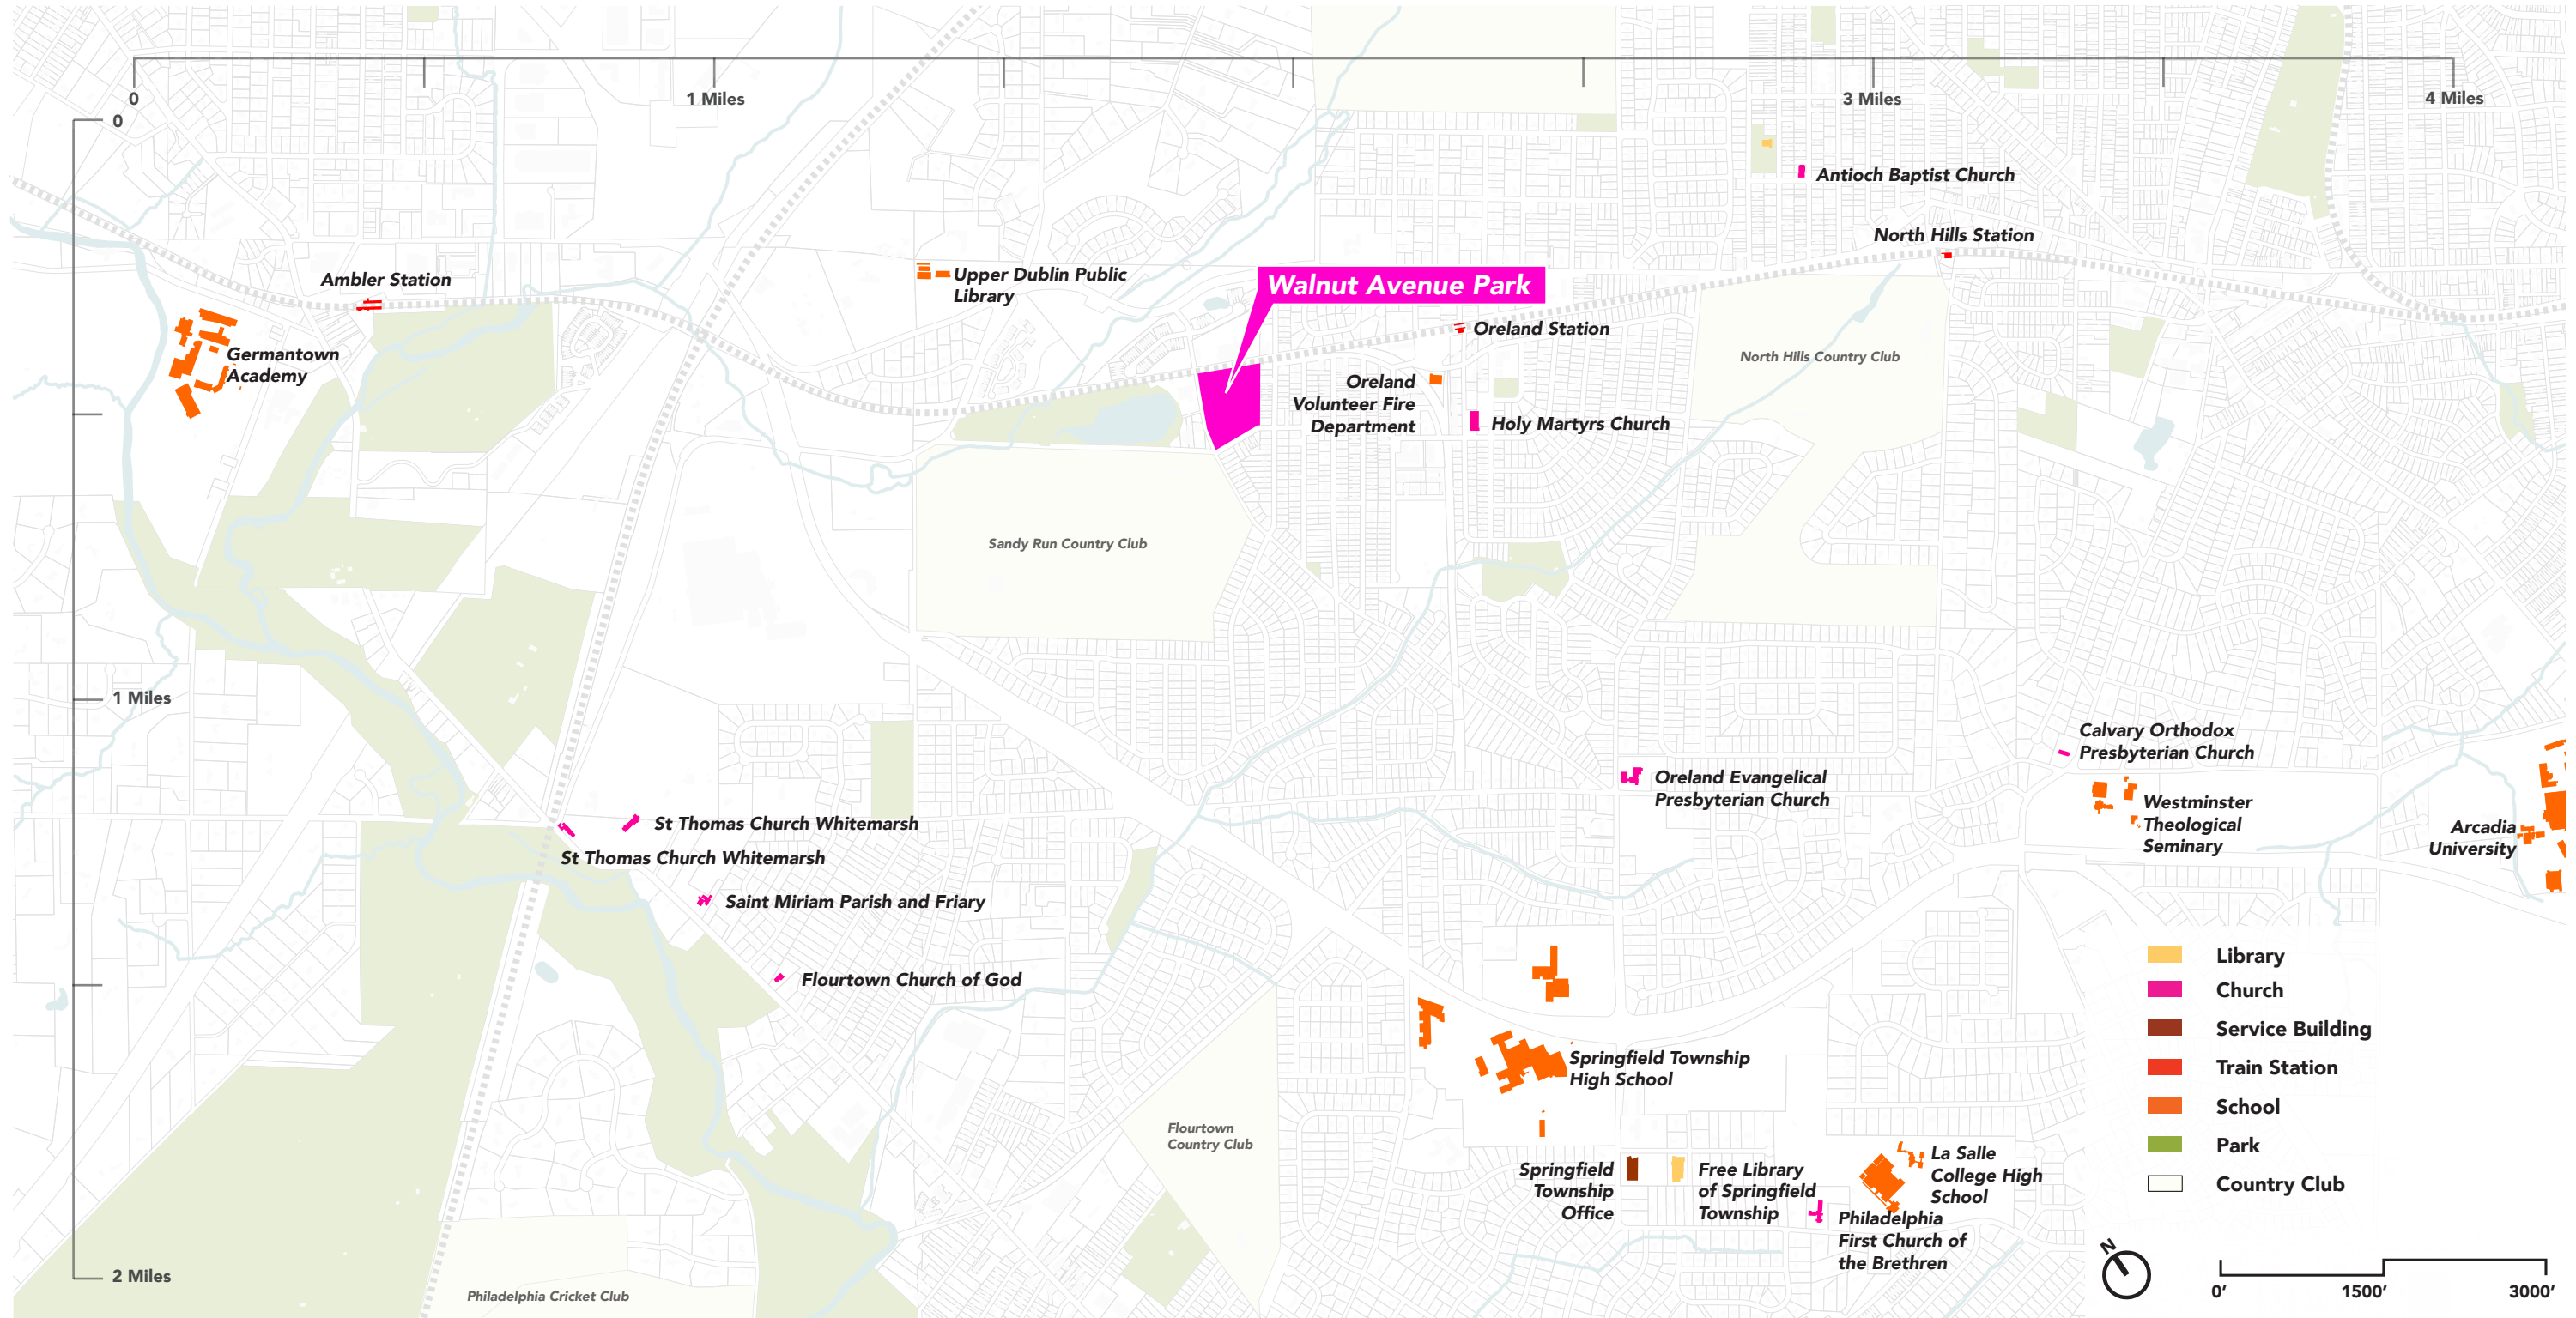 0
1 Miles
3 Miles
4 Miles
0
Antioch Baptist Church
North Hills Station
Ambler Station
Upper Dublin Public
Library
Walnut Avenue Park
Oreland Station
Germantown
Academy
North Hills Country Club
Oreland
Volunteer Fire
Department
Holy Martyrs Church
Sandy Run Country Club
1 Miles
Calvary Orthodox
Presbyterian Church
Oreland Evangelical
Presbyterian Church
Westminster
Theological
Seminary
St Thomas Church Whitemarsh
St Thomas Church Whitemarsh
Arcadia
University
Saint Miriam Parish and Friary
Flourtown Church of God
Springfield Township
High School
Flourtown
Country Club
Springfield
Township
Office
Free Library
of Springfield
Township
La Salle
College High
School
Philadelphia
First Church of
the Brethren
2 Miles
Philadelphia Cricket Club
Library
Church
Service Building
Train Station
School
Park
Country Club
N
0'
1500'
3000'